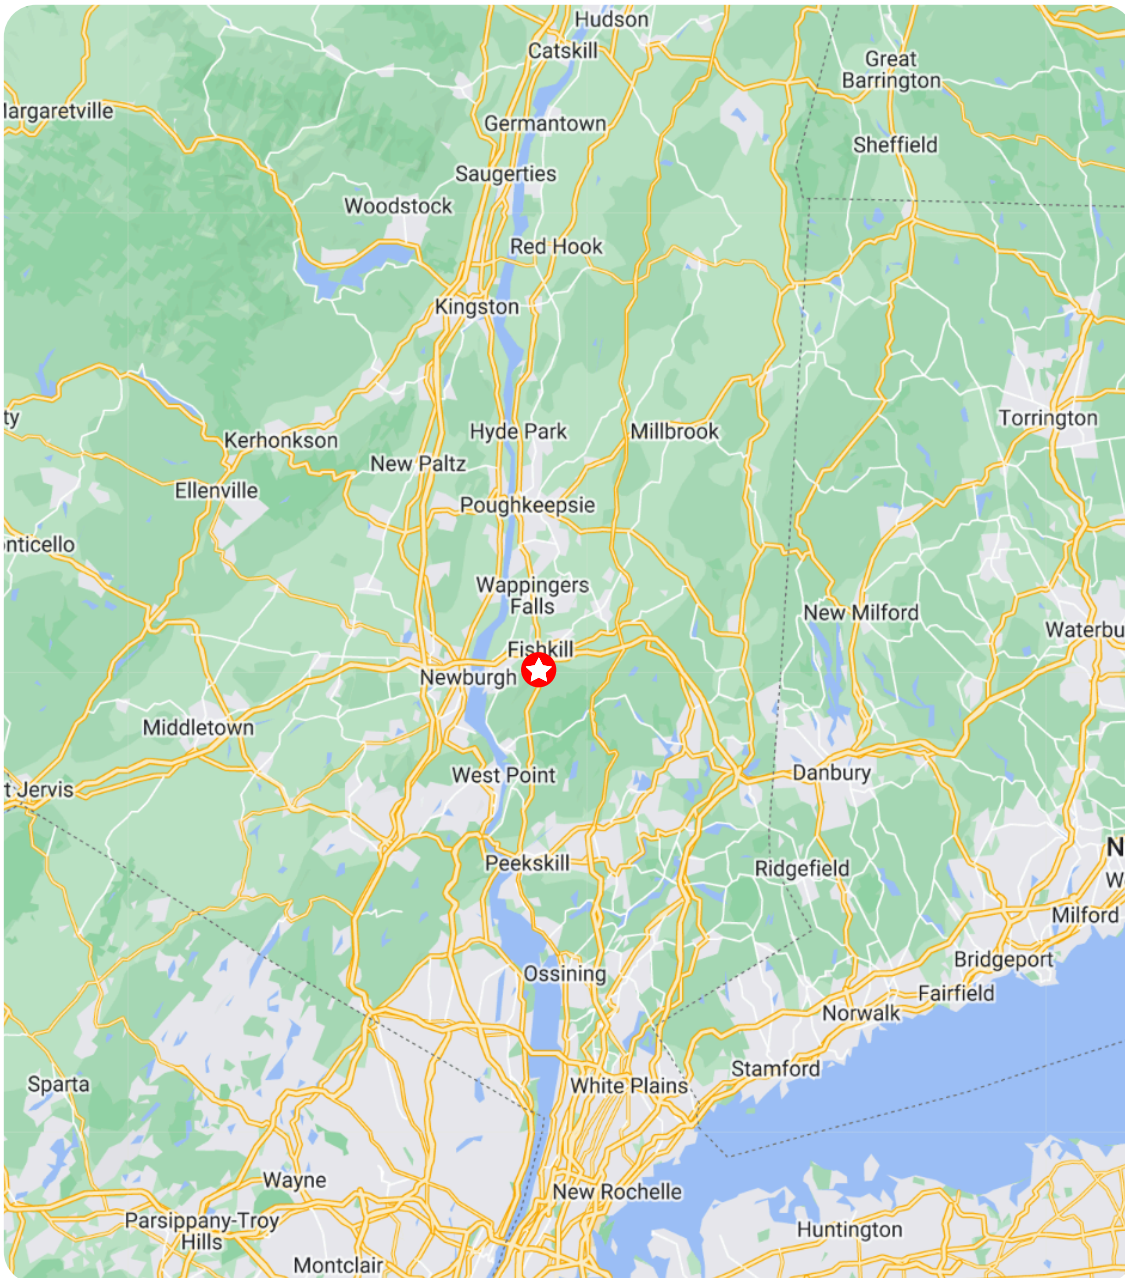 Hudson
Catskill
Great
Barrington
argaretville
Germantown
Sheffield
Saugerties
Woodstock
Red Hook
Kingston
ty
Torrington
Kerhonkson
Hyde Park
Millbrook
New Paltz
Ellenville
Poughkeepsie
nticello
Wappingers
Falls
New Milford
Waterbu
Fishkill
Newburgh
Middletown
West Point
Danbury
t Jervis
N
Peekskill
Ridgefield
W
Milford
Bridgeport
Ossining
Fairfield
Norwalk
Stamford
Sparta
White Plains
Wayne
New Rochelle
Parsippany-Troy
Hills
Huntington
Montclair